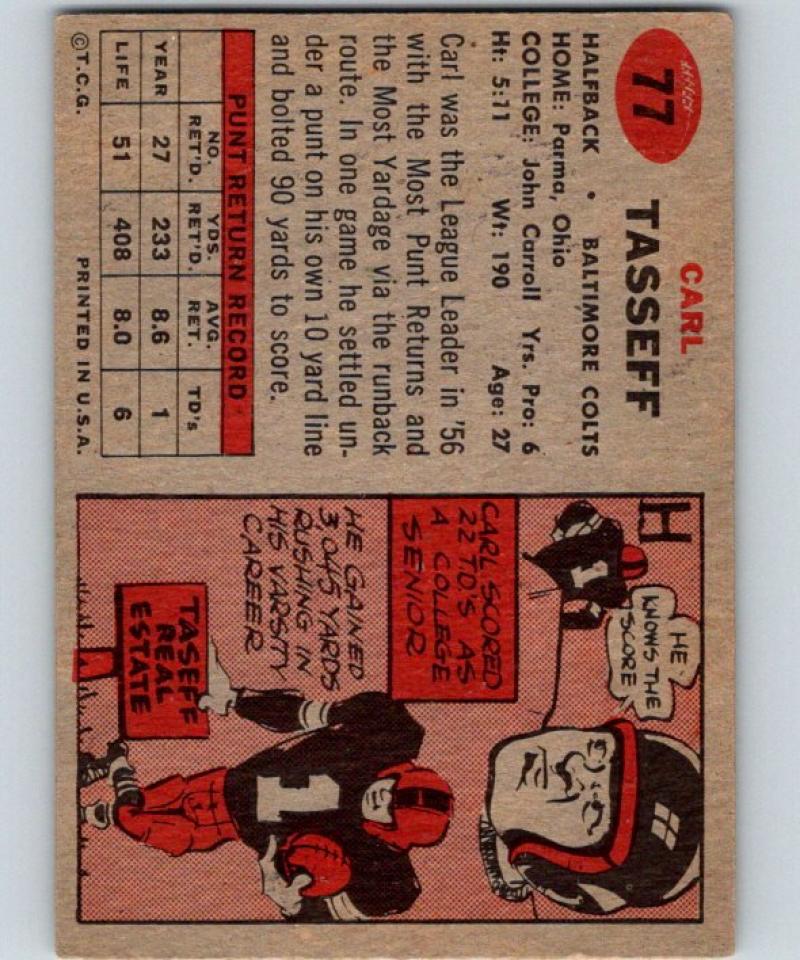 77
CARL
TASSEFF
HALFBACK • BALTIMORE COLTS
HOME: Parma, Ohio
COLLEGE: John Carroll Yrs. Pro: 6
Ht: 5:11 Wt: 190 Age: 27
Carl was the League Leader in '56
with the Most Punt Returns and
the Most Yardage via the runback
route. In one game he settled un-
der a punt on his own 10 yard line
and bolted 90 yards to score.
PUNT RETURN RECORD
NO. RET'D. YDS. RET'D. AVG. RET. TD's
YEAR 27 233 8.6 1
LIFE 51 408 8.0 6
©T.C.G. PRINTED IN U.S.A.
HE
KNOWS THE
SCORE
1
CARL SCORED
22 TD'S AS
A COLLEGE
SENIOR
HE GAINED
3,045 YARDS
RUSHING IN
HIS VARSITY
CAREER
1
TASEFF
REAL
ESTATE